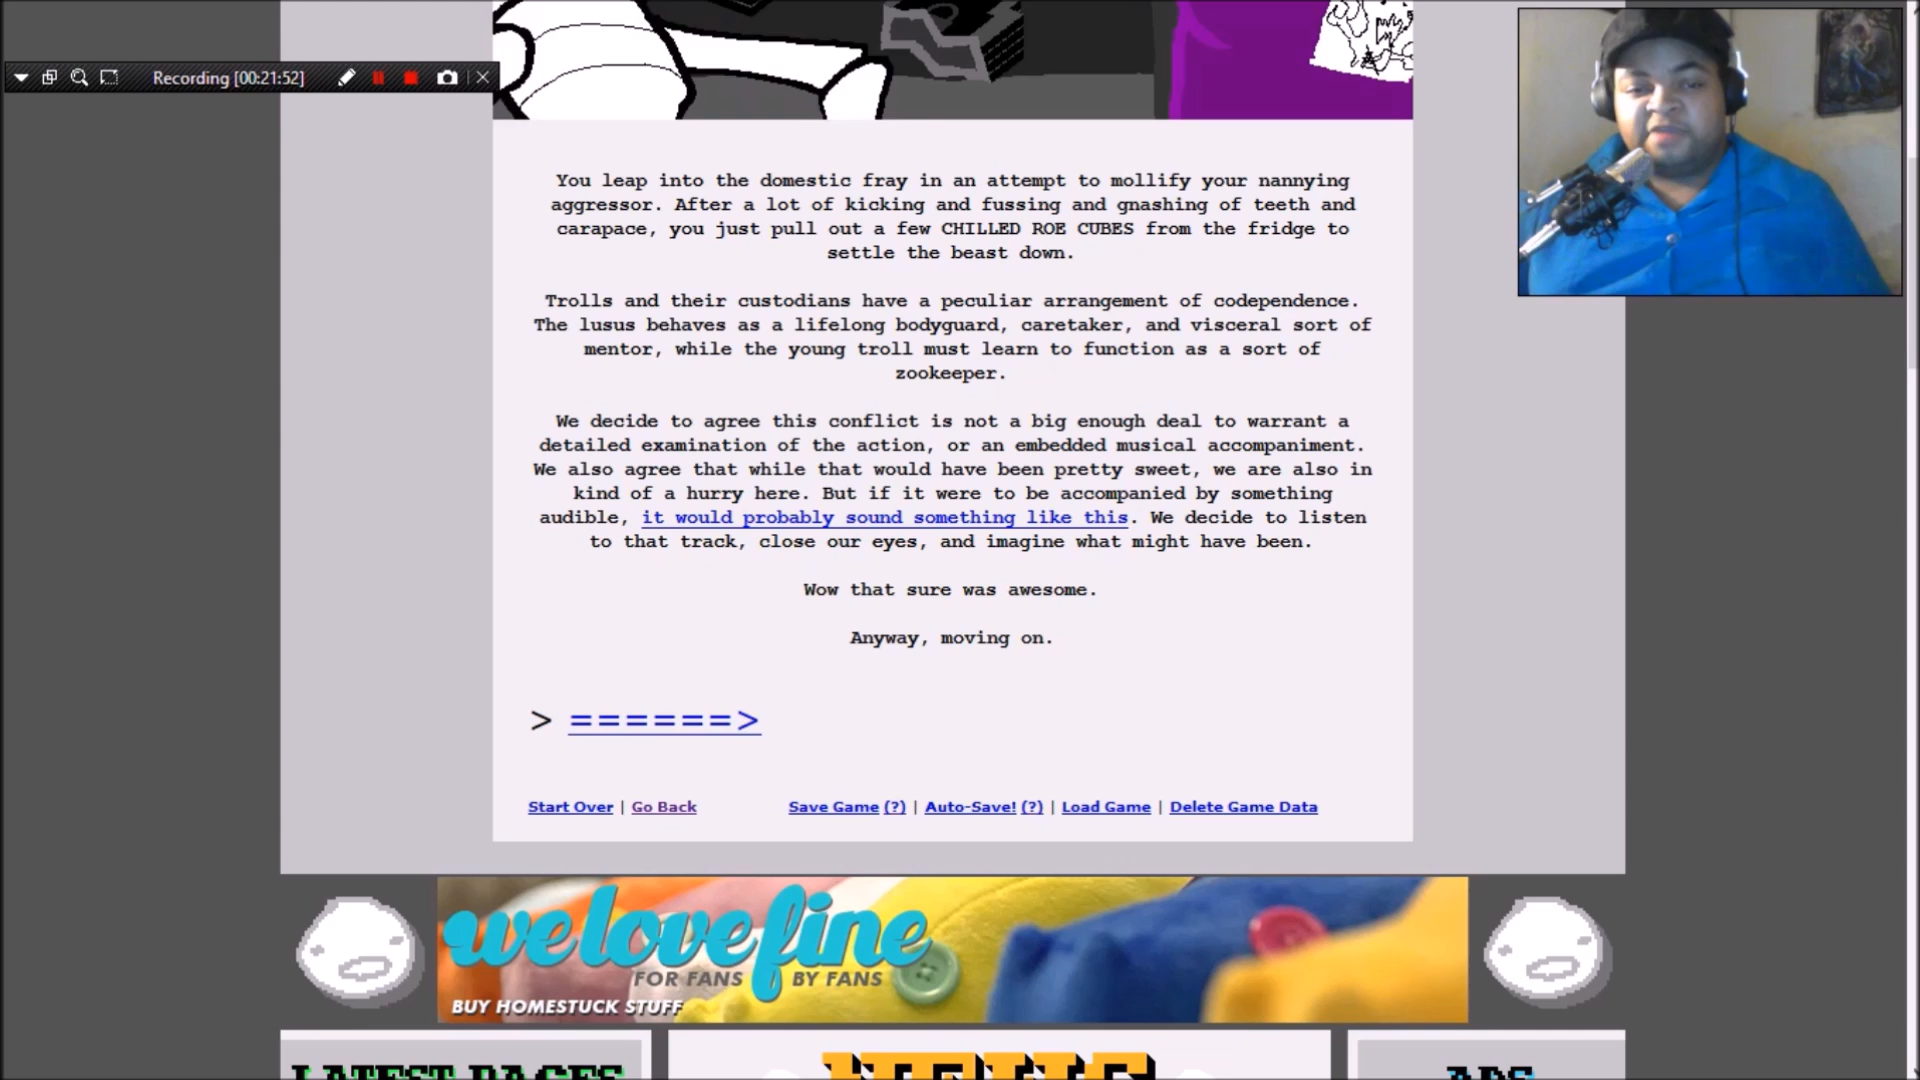 Recording [00:21:52]
You leap into the domestic fray in an attempt to mollify your nannying
aggressor. After a lot of kicking and fussing and gnashing of teeth and
carapace, you just pull out a few CHILLED ROE CUBES from the fridge to
settle the beast down.
Trolls and their custodians have a peculiar arrangement of codependence.
The lusus behaves as a lifelong bodyguard, caretaker, and visceral sort of
mentor, while the young troll must learn to function as a sort of
zookeeper.
We decide to agree this conflict is not a big enough deal to warrant a
detailed examination of the action, or an embedded musical accompaniment.
We also agree that while that would have been pretty sweet, we are also in
kind of a hurry here. But if it were to be accompanied by something
audible, it would probably sound something like this. We decide to listen
to that track, close our eyes, and imagine what might have been.
Wow that sure was awesome.
Anyway, moving on.
> ======>
Start Over | Go Back Save Game (?) | Auto-Save! (?) | Load Game | Delete Game Data
welovefine
FOR FANS BY FANS
BUY HOMESTUCK STUFF
LATEST PAGES NEWS ADS